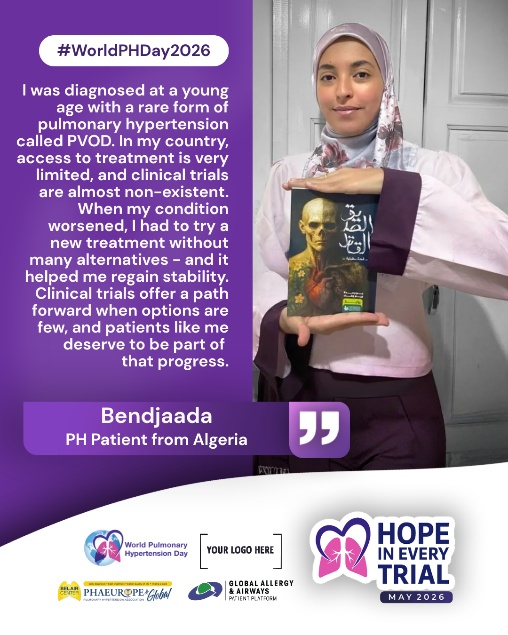 #WorldPHDay2026
I was diagnosed at a young
age with a rare form of
pulmonary hypertension
called PVOD. In my country,
access to treatment is very
limited, and clinical trials
are almost non-existent.
When my condition
worsened, I had to try a
new treatment without
many alternatives - and it
helped me regain stability.
Clinical trials offer a path
forward when options are
few, and patients like me
deserve to be part of
that progress.
الصديق
القاتل
Bendjaada
PH Patient from Algeria
World Pulmonary
Hypertension Day
YOUR LOGO HERE
PHAEUROPE & Global
GLOBAL ALLERGY
& AIRWAYS
PATIENT PLATFORM
HOPE
IN EVERY
TRIAL
MAY 2026